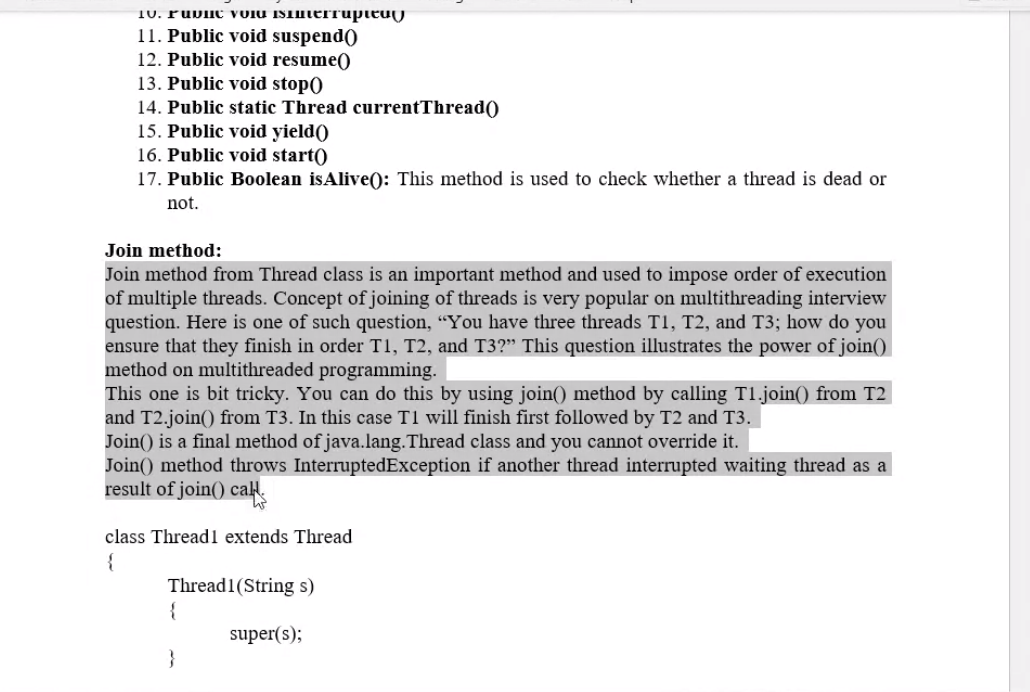 10. Public void isInterrupted()
11. Public void suspend()
12. Public void resume()
13. Public void stop()
14. Public static Thread currentThread()
15. Public void yield()
16. Public void start()
17. Public Boolean isAlive(): This method is used to check whether a thread is dead or
not.
Join method:
Join method from Thread class is an important method and used to impose order of execution
of multiple threads. Concept of joining of threads is very popular on multithreading interview
question. Here is one of such question, “You have three threads T1, T2, and T3; how do you
ensure that they finish in order T1, T2, and T3?” This question illustrates the power of join()
method on multithreaded programming.
This one is bit tricky. You can do this by using join() method by calling T1.join() from T2
and T2.join() from T3. In this case T1 will finish first followed by T2 and T3.
Join() is a final method of java.lang.Thread class and you cannot override it.
Join() method throws InterruptedException if another thread interrupted waiting thread as a
result of join() call.
class Thread1 extends Thread
{
Thread1(String s)
{
super(s);
}